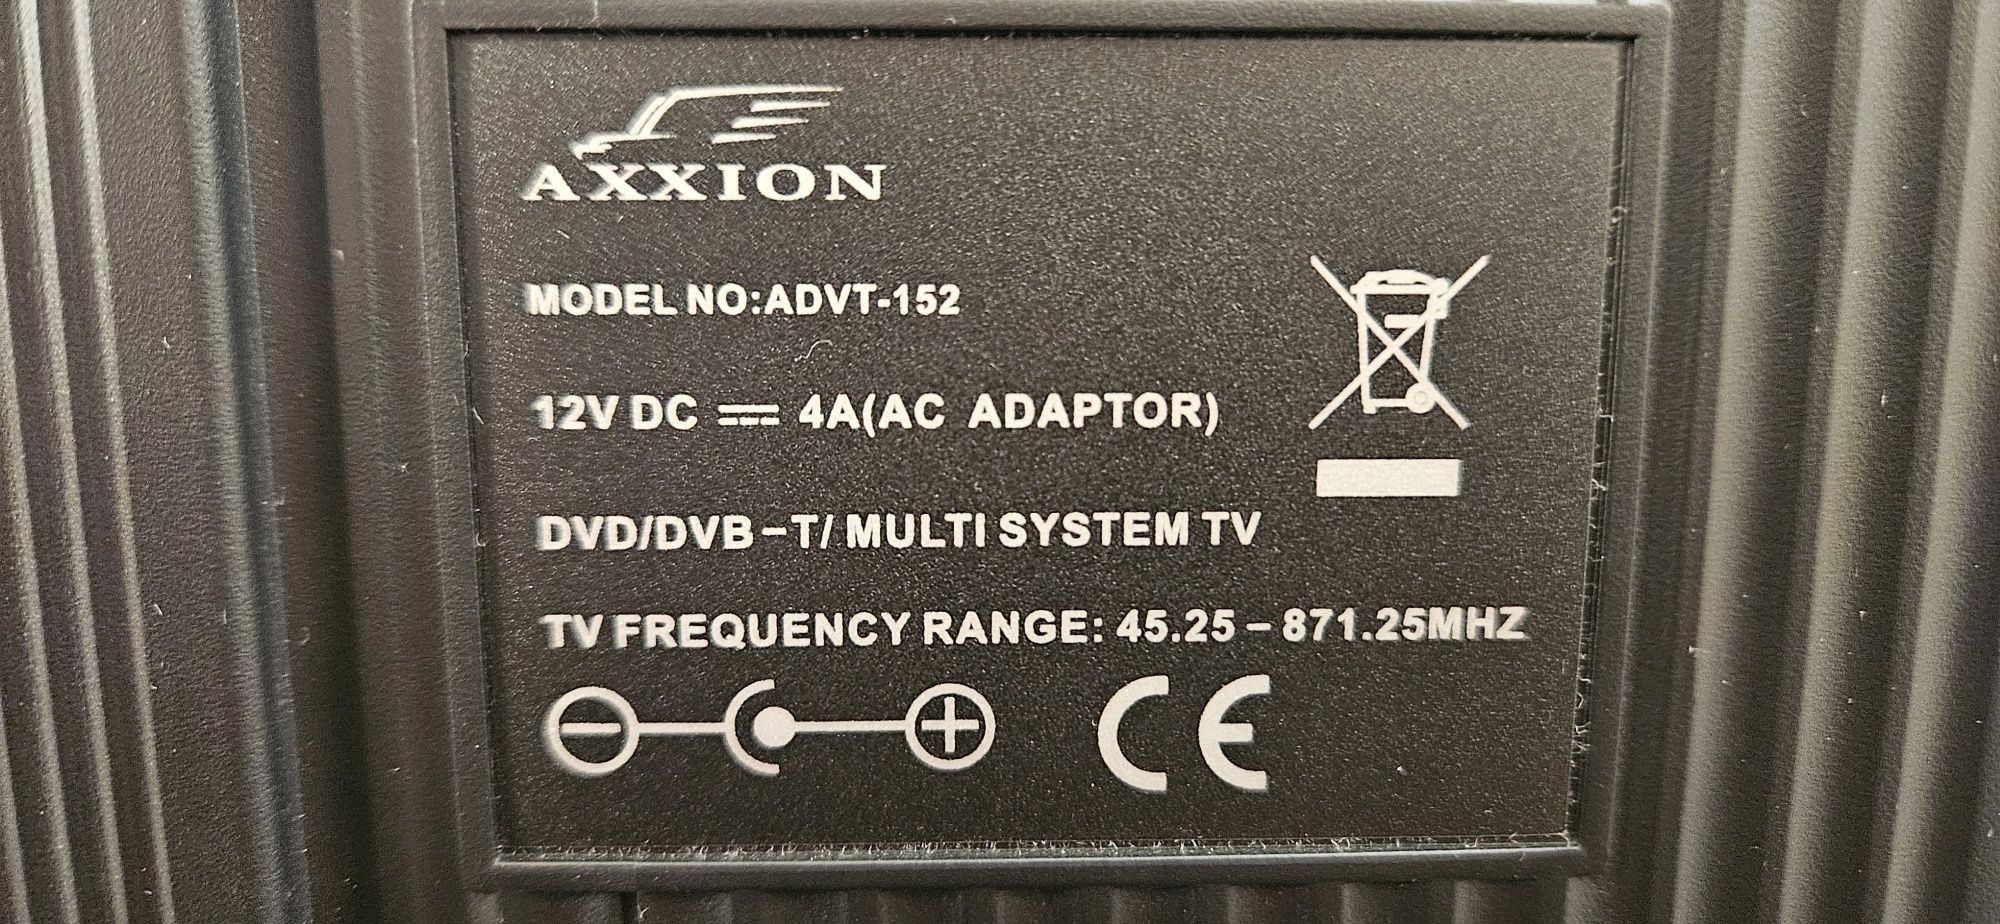 AXXION
MODEL NO:ADVT-152
12V DC ⎓ 4A(AC ADAPTOR)
DVD/DVB-T/ MULTI SYSTEM TV
TV FREQUENCY RANGE: 45.25-871.25MHZ
CE